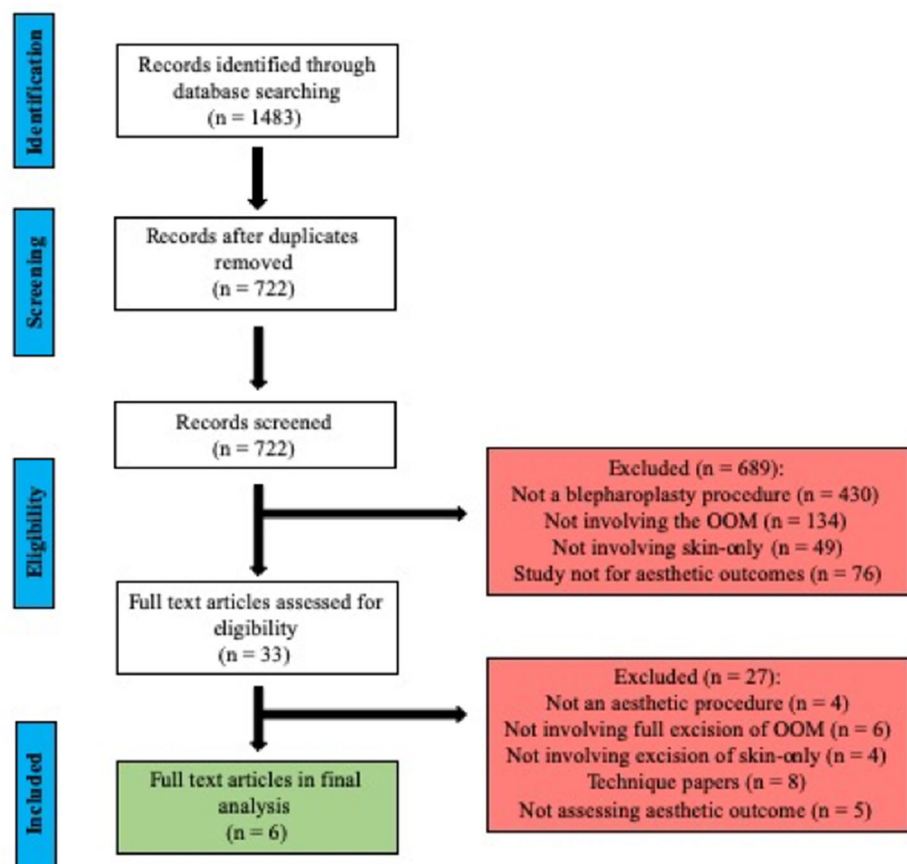 Identification
Records identified through
database searching
(n = 1483)
Screening
Records after duplicates
removed
(n = 722)
Records screened
(n = 722)
Eligibility
Excluded (n = 689):
Not a blepharoplasty procedure (n = 430)
Not involving the OOM (n = 134)
Not involving skin-only (n = 49)
Study not for aesthetic outcomes (n = 76)
Full text articles assessed for
eligibility
(n = 33)
Excluded (n = 27):
Not an aesthetic procedure (n = 4)
Not involving full excision of OOM (n = 6)
Not involving excision of skin-only (n = 4)
Technique papers (n = 8)
Not assessing aesthetic outcome (n = 5)
Included
Full text articles in final
analysis
(n = 6)